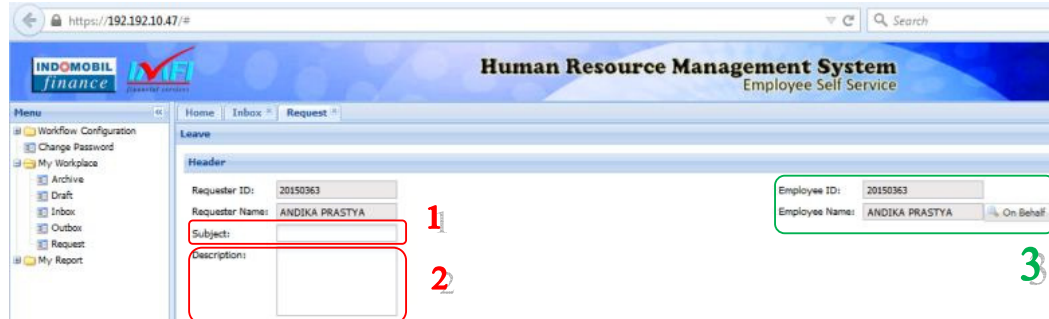 https://192.192.10.47/#
Search
INDOMOBIL
finance
IMFI
financial services
Human Resource Management System
Employee Self Service
Menu
Home
Inbox
Request
Workflow Configuration
Change Password
My Workplace
Archive
Draft
Inbox
Outbox
Request
My Report
Leave
Header
Requester ID: 20150363
Employee ID: 20150363
Requester Name: ANDIKA PRASTYA
Employee Name: ANDIKA PRASTYA On Behalf
Subject:
1
Description:
2
3